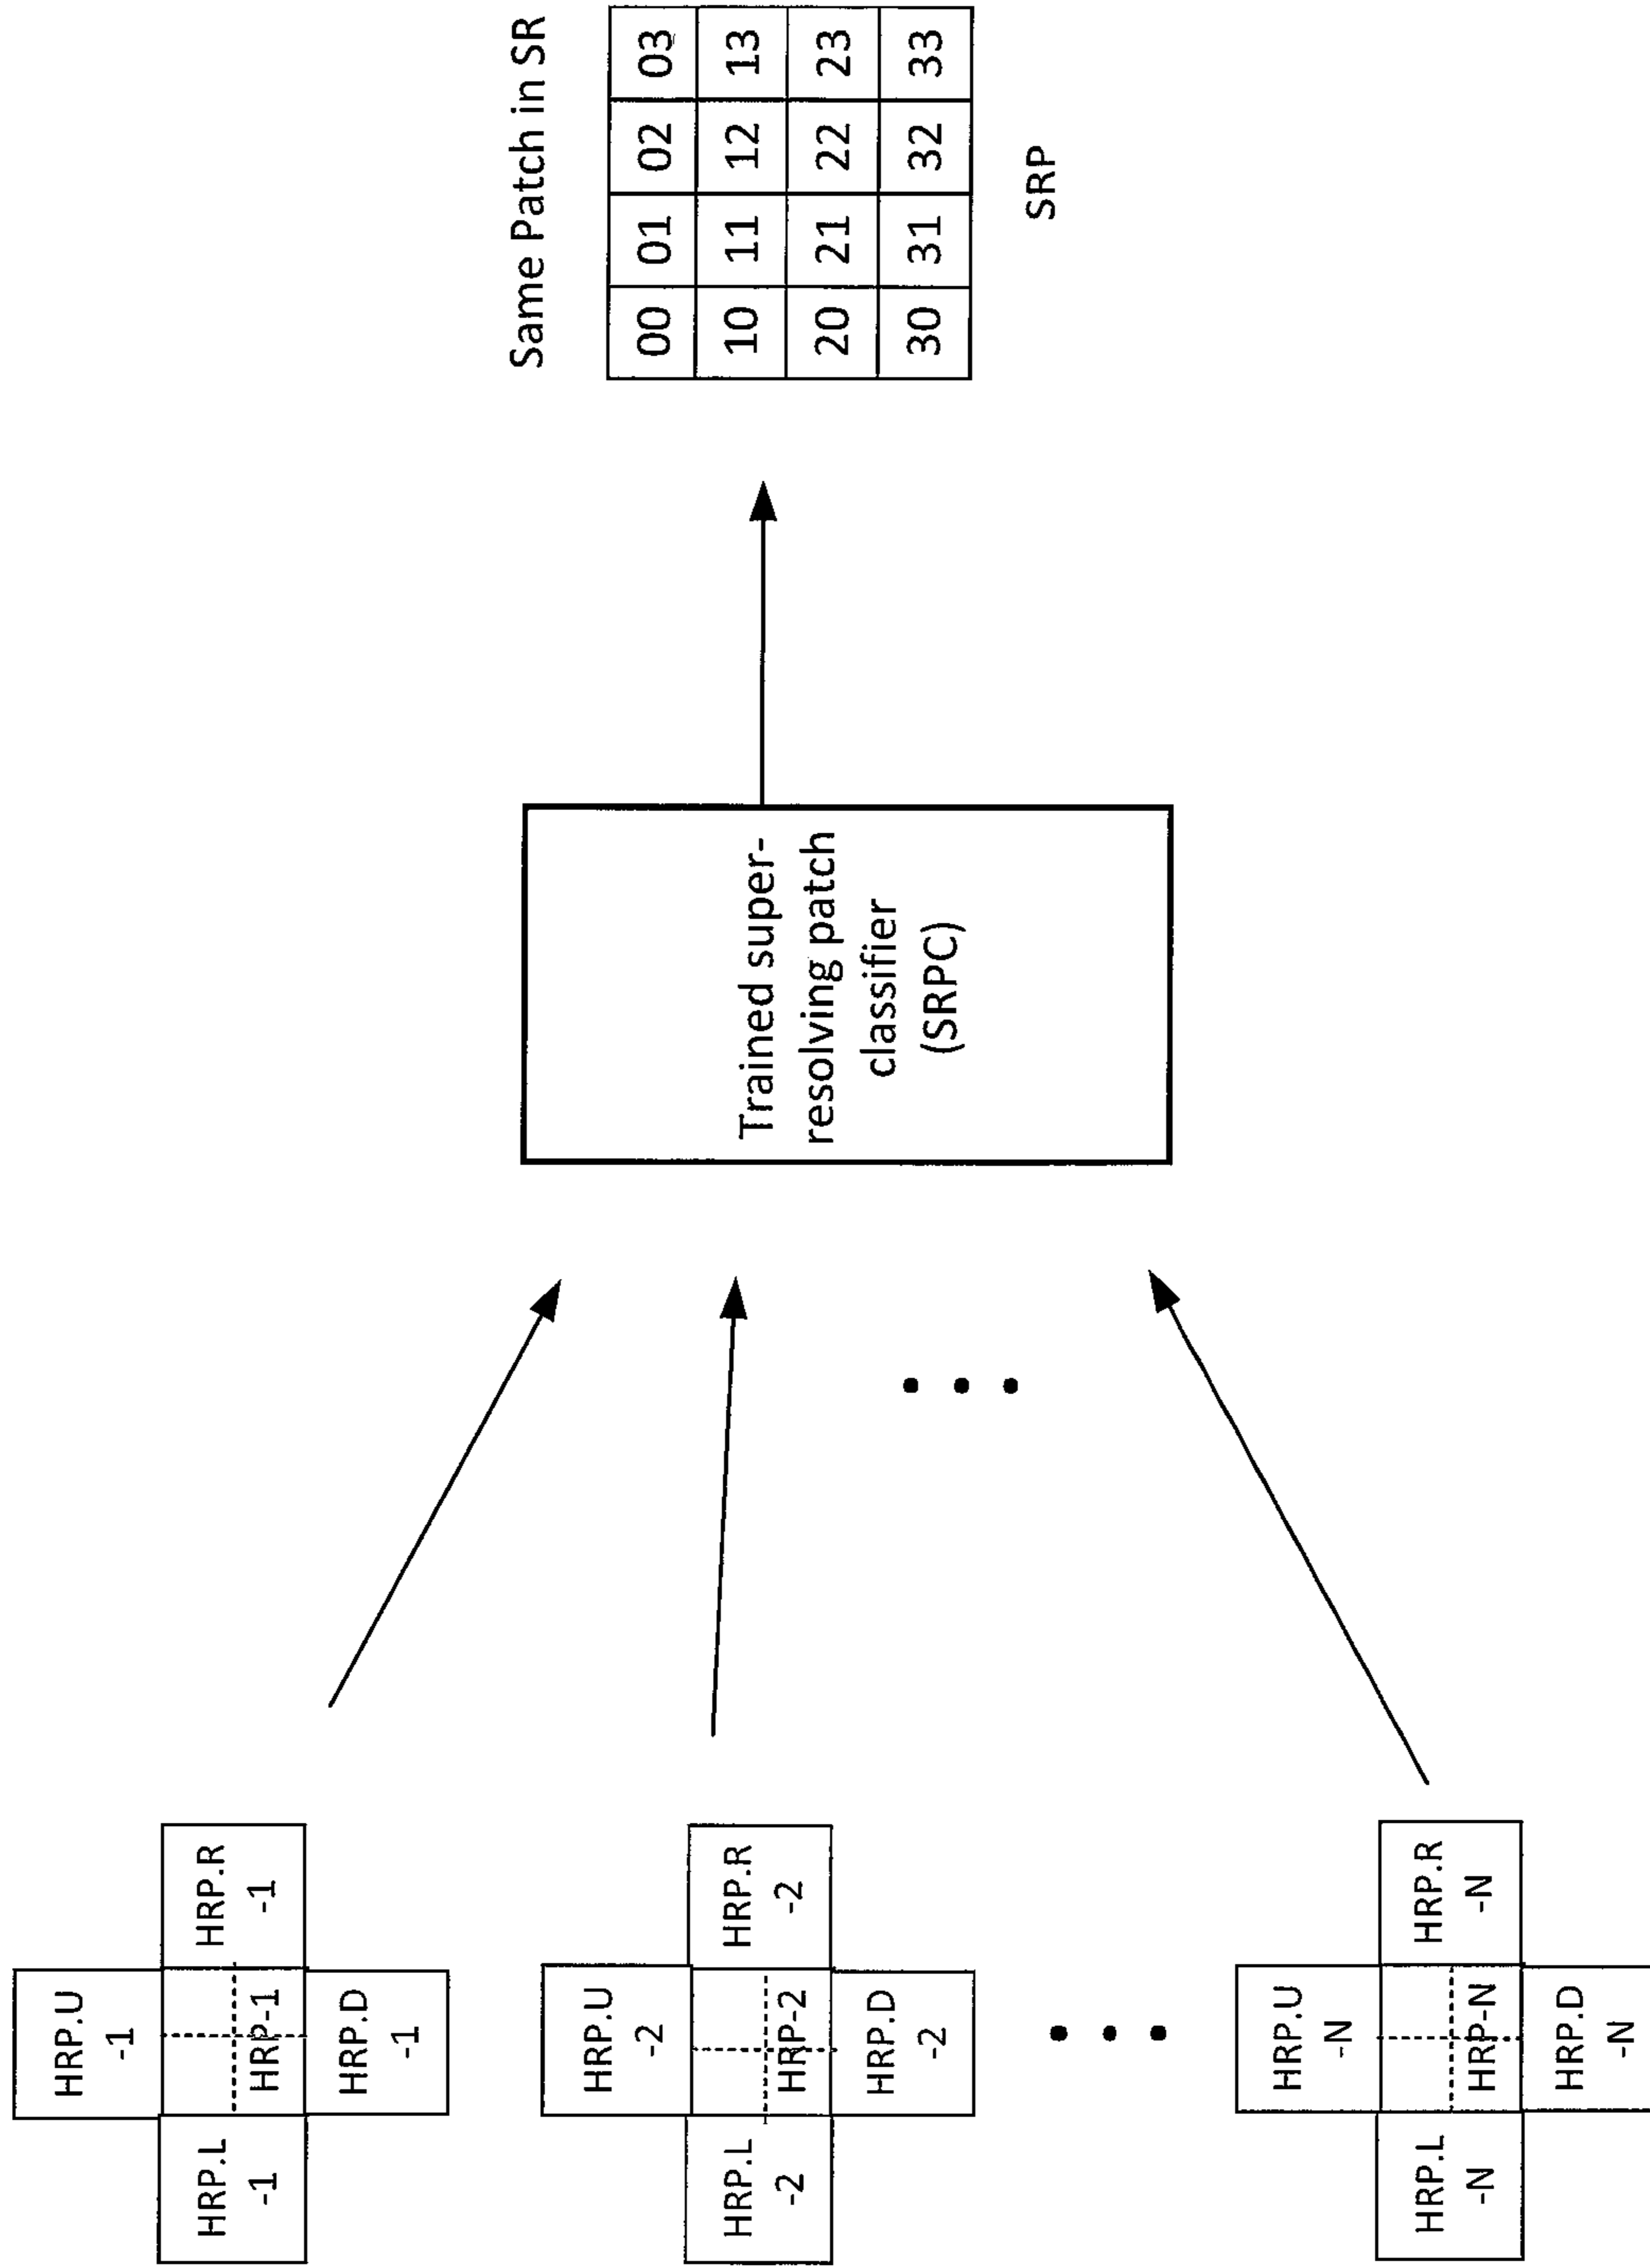 HRP.U
-1
HRP.L
-1
HRP-1
HRP.R
-1
HRP.D
-1
HRP.U
-2
HRP.L
-2
HRP-2
HRP.R
-2
HRP.D
-2
HRP.U
-N
HRP.L
-N
HRP-N
HRP.R
-N
HRP.D
-N
Trained super-
resolving patch
classifier
(SRPC)
Same Patch in SR
00 01 02 03
10 11 12 13
20 21 22 23
30 31 32 33
SRP